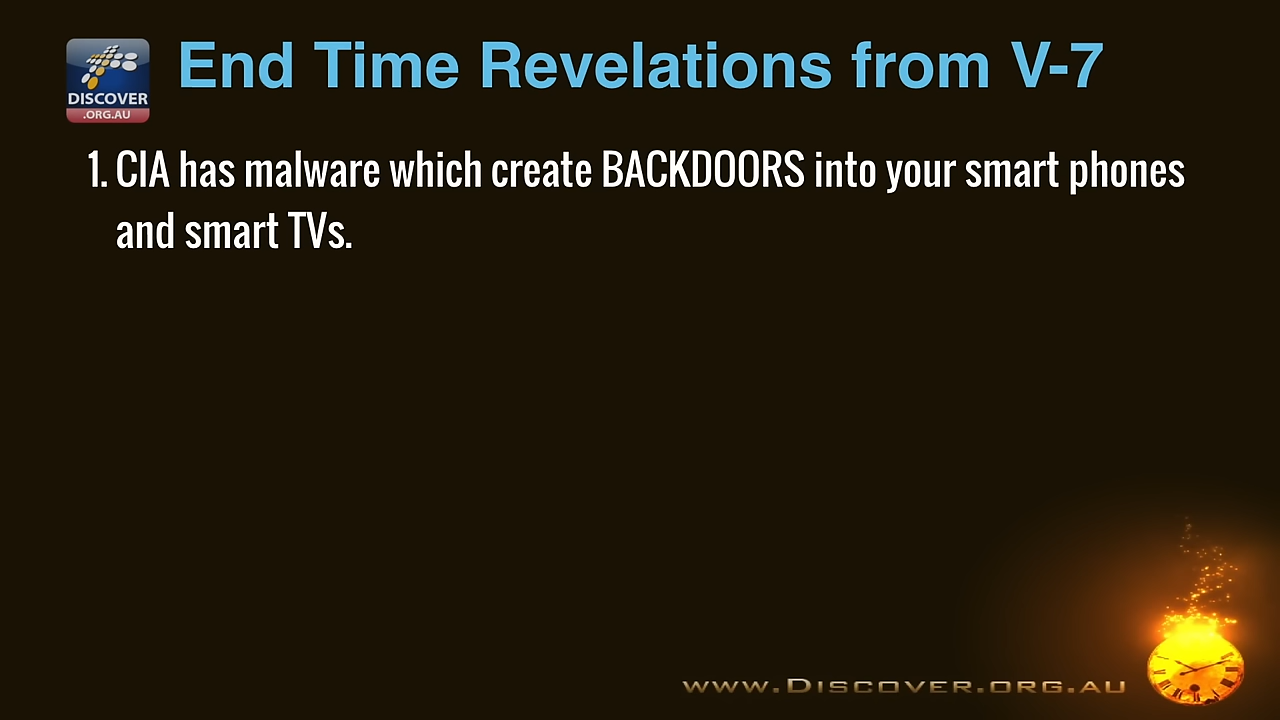 End Time Revelations from V-7
DISCOVER
.ORG.AU
1. CIA has malware which create BACKDOORS into your smart phones
and smart TVs.
www.Discover.org.au